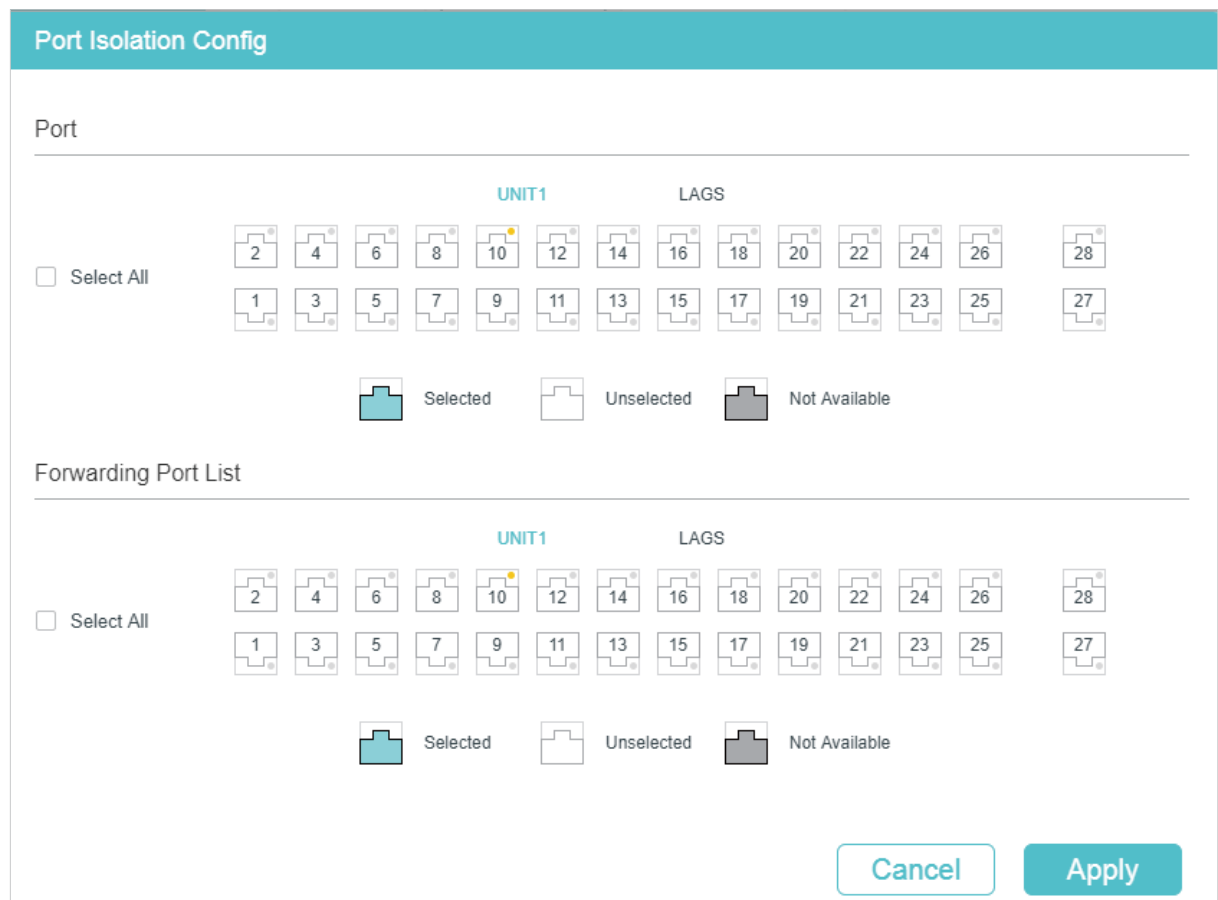 Port Isolation Config
Port
UNIT1 LAGS
2 4 6 8 10 12 14 16 18 20 22 24 26 28
Select All
1 3 5 7 9 11 13 15 17 19 21 23 25 27
Selected Unselected Not Available
Forwarding Port List
UNIT1 LAGS
2 4 6 8 10 12 14 16 18 20 22 24 26 28
Select All
1 3 5 7 9 11 13 15 17 19 21 23 25 27
Selected Unselected Not Available
Cancel Apply